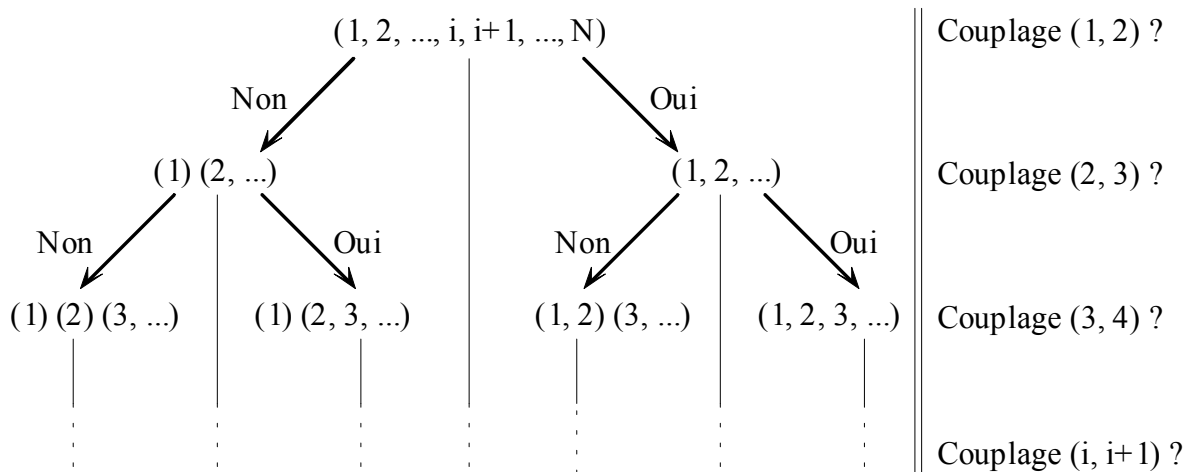 (1, 2, ..., i, i+1, ..., N) Couplage (1, 2) ?
Non Oui
(1) (2, ...) (1, 2, ...) Couplage (2, 3) ?
Non Oui Non Oui
(1) (2) (3, ...) (1) (2, 3, ...) (1, 2) (3, ...) (1, 2, 3, ...) Couplage (3, 4) ?
Couplage (i, i+1) ?